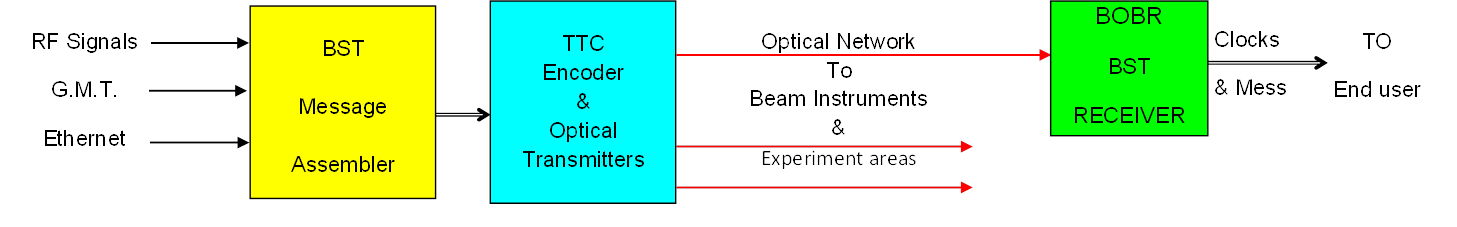 RF Signals
G.M.T.
Ethernet
BST
Message
Assembler
TTC
Encoder
&
Optical
Transmitters
Optical Network
To
Beam Instruments
&
Experiment areas
BOBR
BST
RECEIVER
Clocks
& Mess
TO
End user